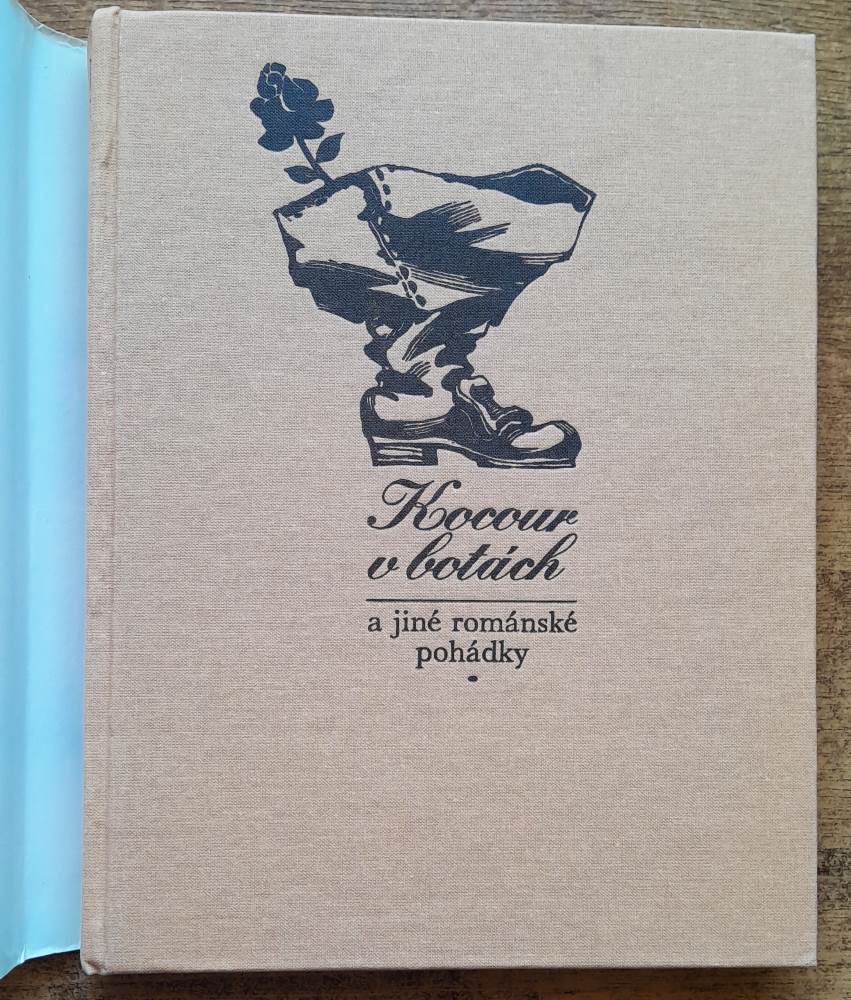 Kocour
v botách
a jiné románské
pohádky